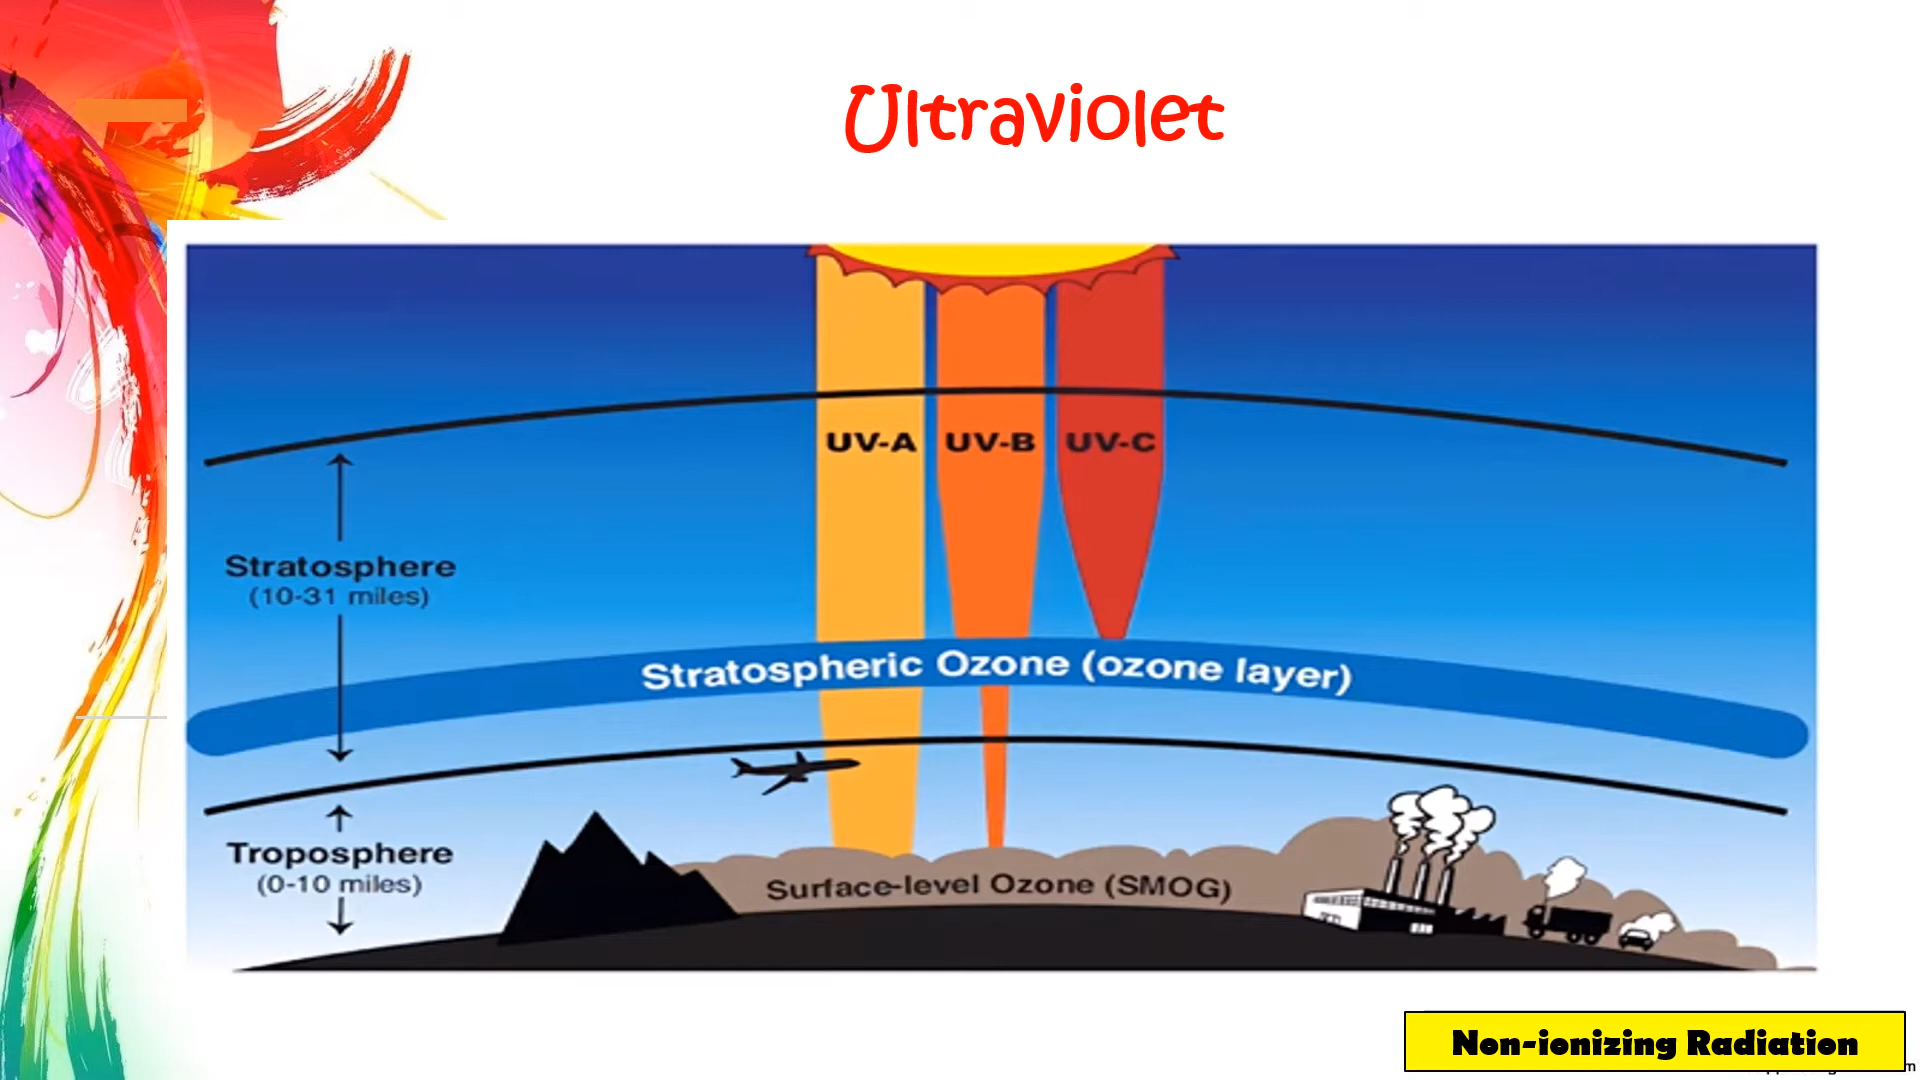 Ultraviolet
UV-A UV-B UV-C
Stratosphere
(10-31 miles)
Stratospheric Ozone (ozone layer)
Troposphere
(0-10 miles)
Surface-level Ozone (SMOG)
Non-ionizing Radiation